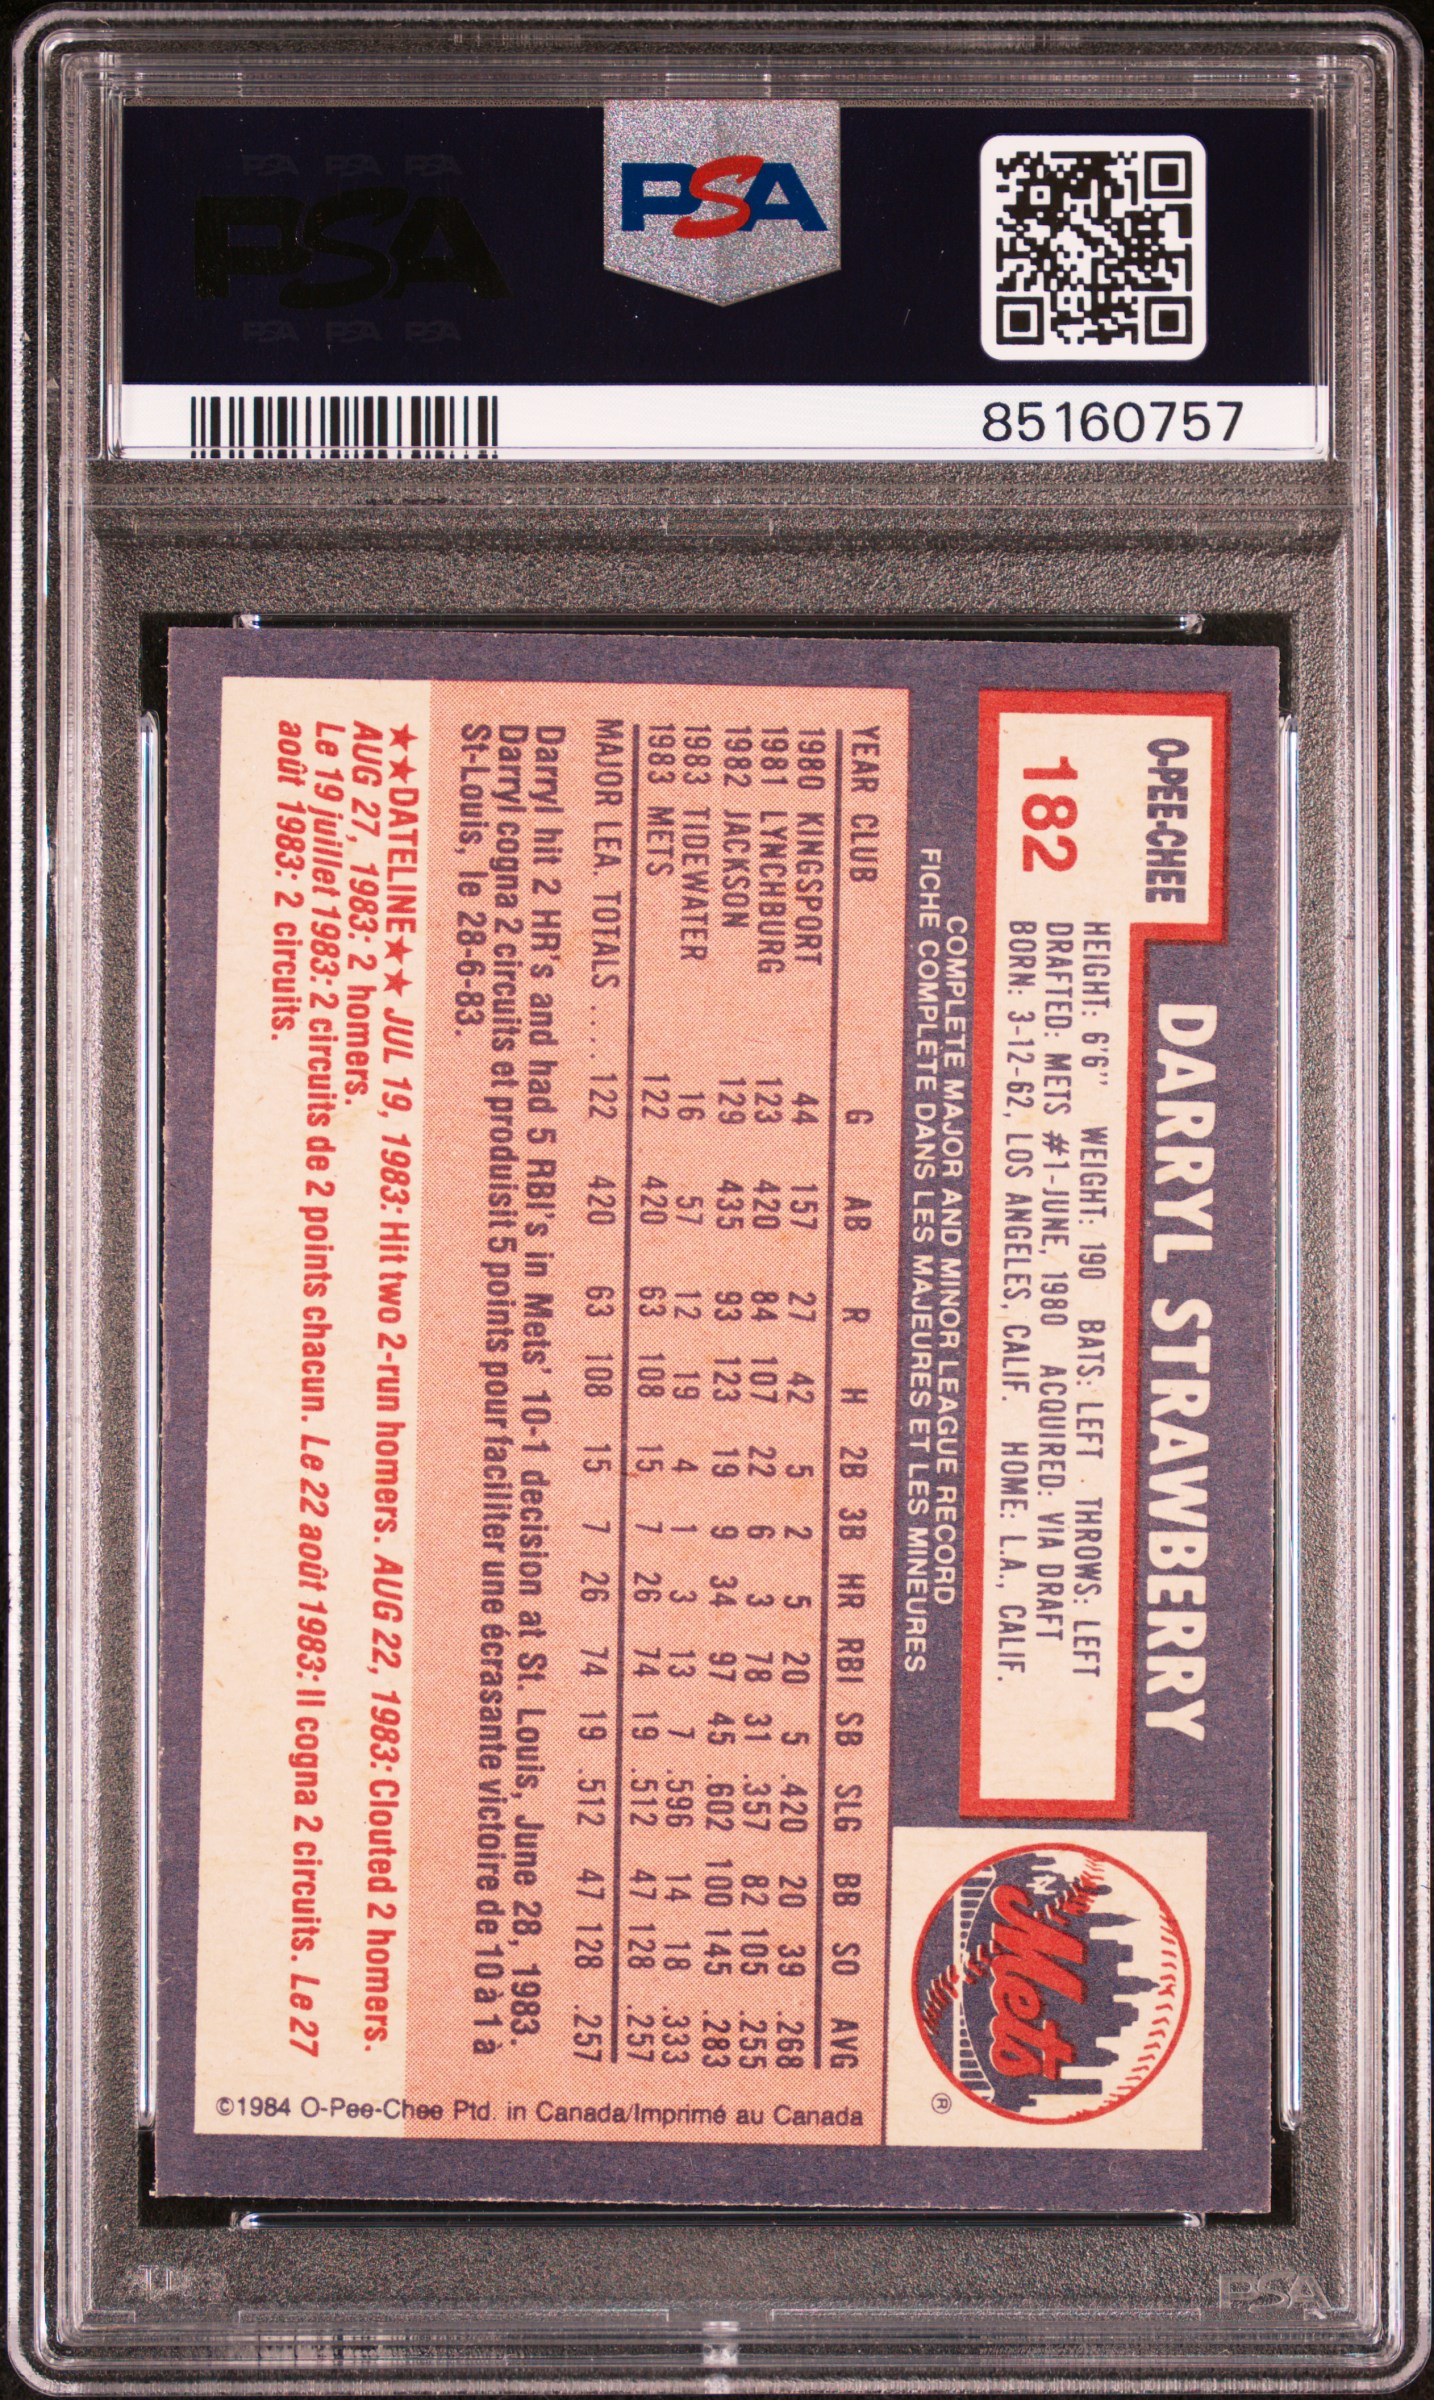 PSA PSA PSA
PSA
PSA PSA PSA
PSA
85160757
O-PEE-CHEE
DARRYL STRAWBERRY
182
HEIGHT: 6'6" WEIGHT: 190 BATS: LEFT THROWS: LEFT
DRAFTED: METS #1-JUNE, 1980 ACQUIRED: VIA DRAFT
BORN: 3-12-62, LOS ANGELES, CALIF. HOME: L.A., CALIF.
Mets
NY
®
COMPLETE MAJOR AND MINOR LEAGUE RECORD
FICHE COMPLETE DANS LES MAJEURES ET LES MINEURES
YEAR CLUB G AB R H 2B 3B HR RBI SB SLG BB SO AVG
1980 KINGSPORT 44 157 27 42 5 2 5 20 5 .420 20 39 .268
1981 LYNCHBURG 123 420 84 107 22 6 3 78 31 .357 82 105 .255
1982 JACKSON 129 435 93 123 19 9 34 97 45 .602 100 145 .283
1983 TIDEWATER 16 57 12 19 4 1 3 13 7 .596 14 18 .333
1983 METS 122 420 63 108 15 7 26 74 19 .512 47 128 .257
MAJOR LEA. TOTALS .... 122 420 63 108 15 7 26 74 19 .512 47 128 .257
Darryl hit 2 HR's and had 5 RBI's in Mets' 10-1 decision at St. Louis, June 28, 1983.
Darryl cogna 2 circuits et produisit 5 points pour faciliter une écrasante victoire de 10 à 1 à
St-Louis, le 28-6-83.
★★DATELINE★★ JUL 19, 1983: Hit two 2-run homers. AUG 22, 1983: Clouted 2 homers.
AUG 27, 1983: 2 homers.
Le 19 juillet 1983: 2 circuits de 2 points chacun. Le 22 août 1983: Il cogna 2 circuits. Le 27
août 1983: 2 circuits.
©1984 O-Pee-Chee Ptd. in Canada/Imprimé au Canada
PSA